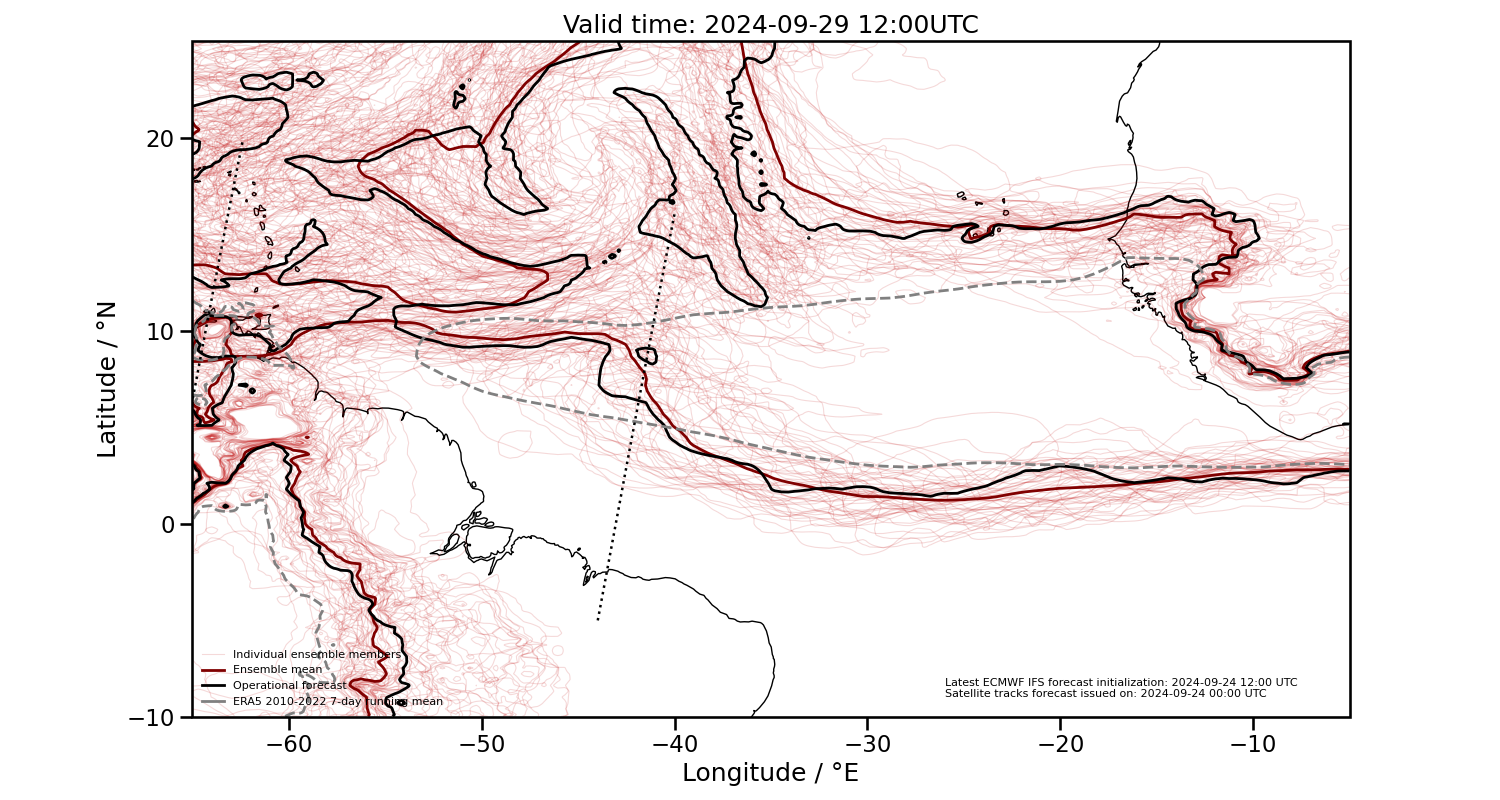 Valid time: 2024-09-29 12:00UTC
Latitude / °N
20
10
0
−10
Individual ensemble members
Ensemble mean
Operational forecast
ERA5 2010-2022 7-day running mean
Latest ECMWF IFS forecast initialization: 2024-09-24 12:00 UTC
Satellite tracks forecast issued on: 2024-09-24 00:00 UTC
−60 −50 −40 −30 −20 −10
Longitude / °E